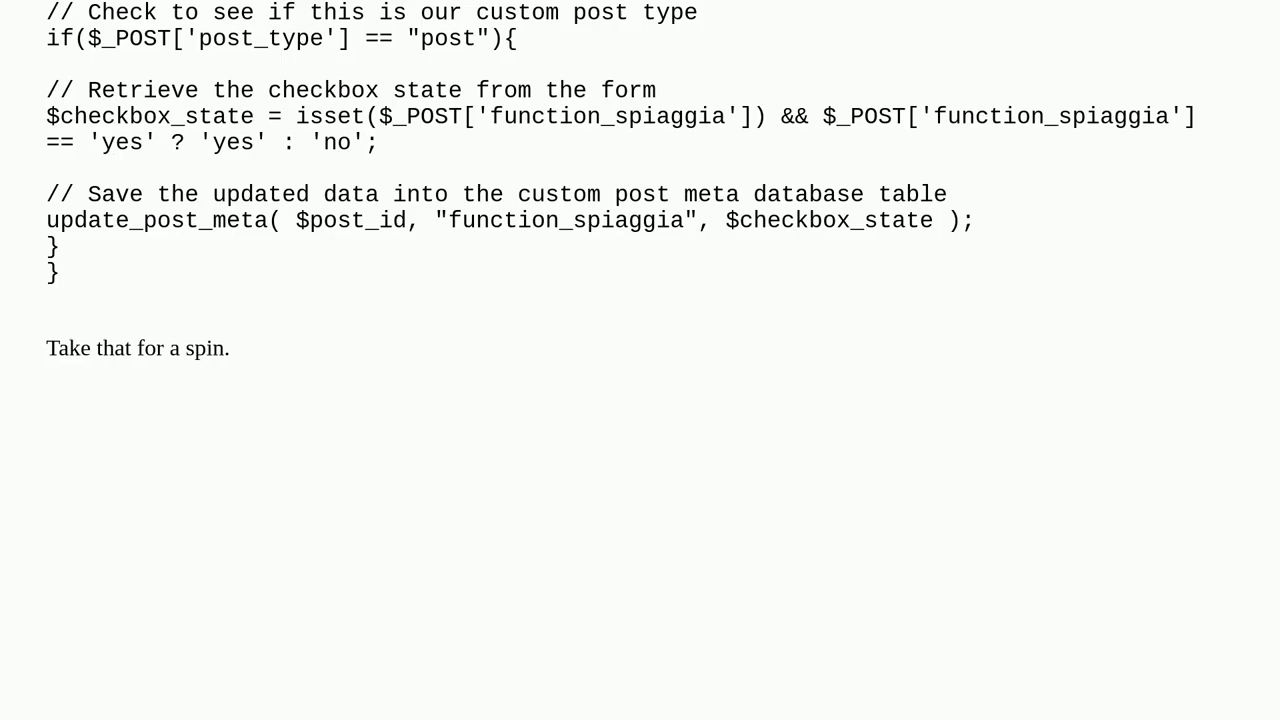 // Check to see if this is our custom post type
if($_POST['post_type'] == "post"){
// Retrieve the checkbox state from the form
$checkbox_state = isset($_POST['function_spiaggia']) && $_POST['function_spiaggia']
== 'yes' ? 'yes' : 'no';
// Save the updated data into the custom post meta database table
update_post_meta( $post_id, "function_spiaggia", $checkbox_state );
}
}
Take that for a spin.